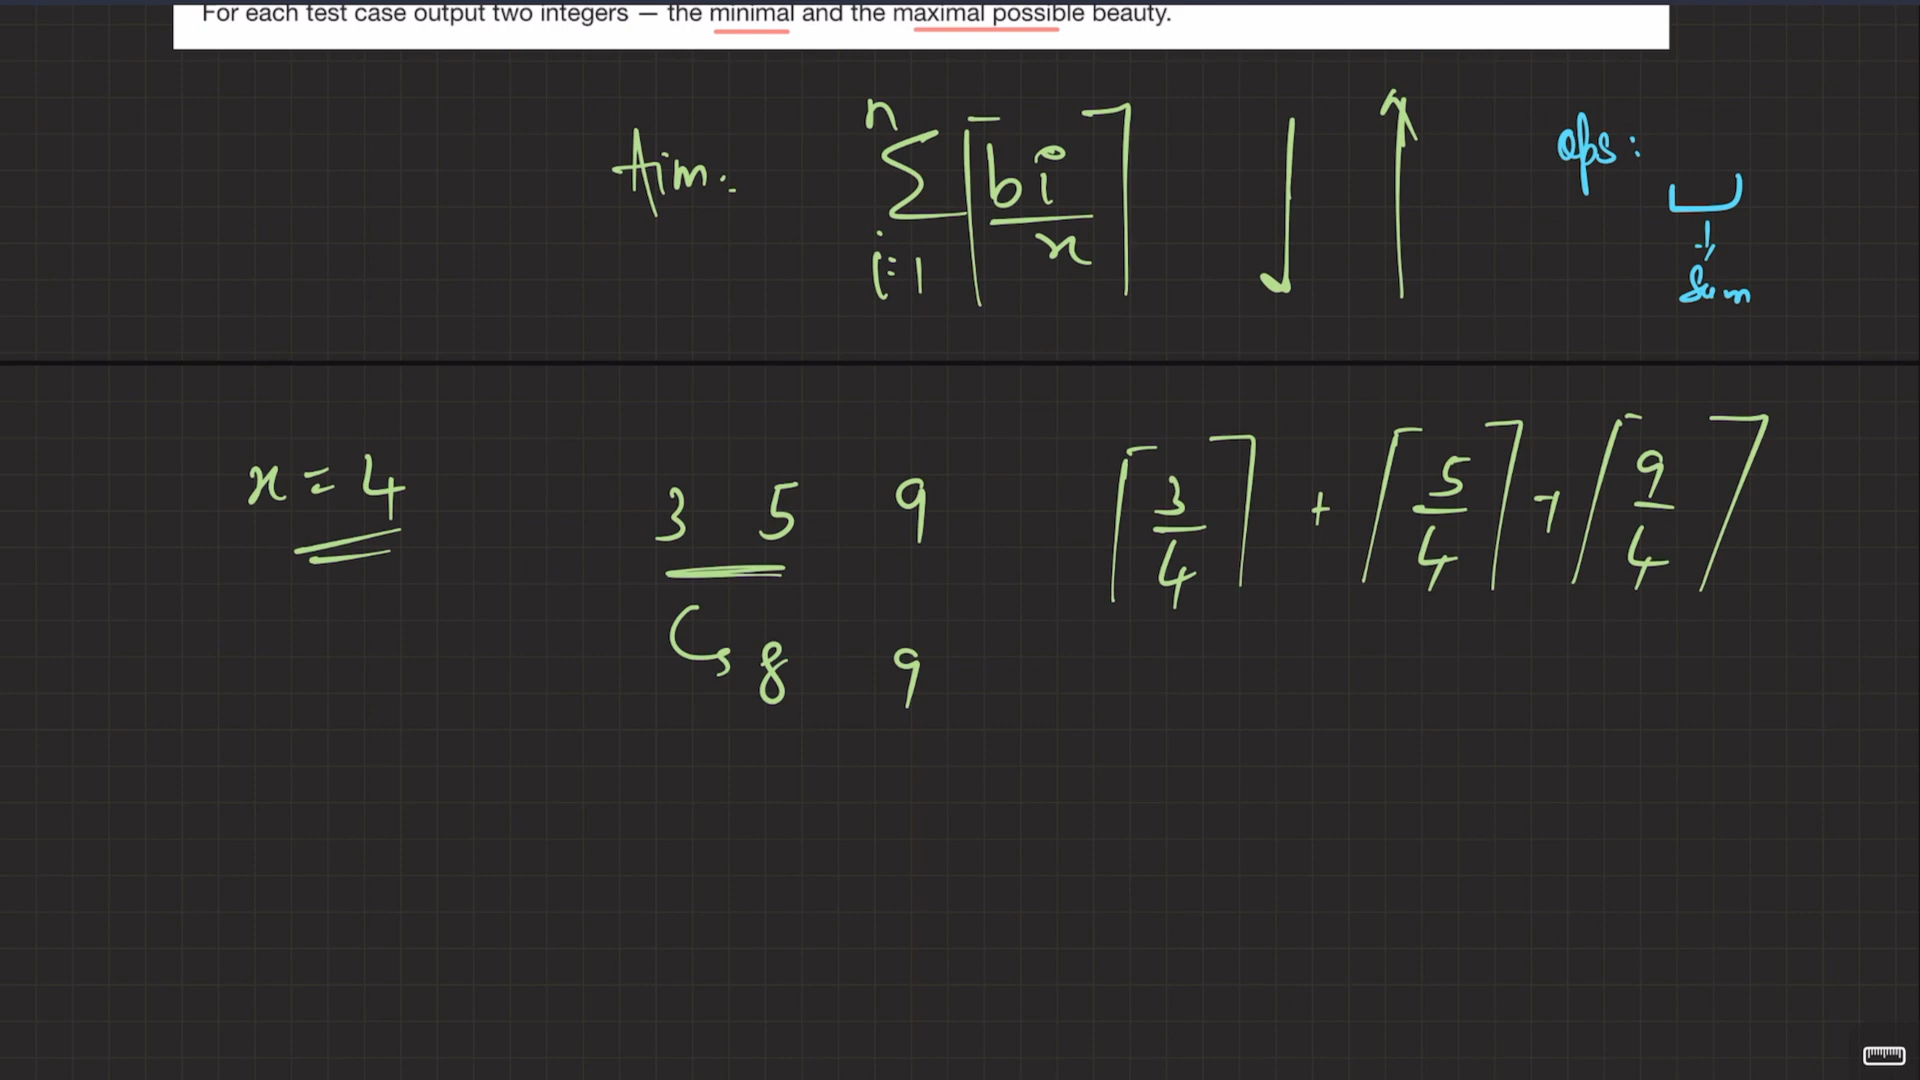 For each test case output two integers — the minimal and the maximal possible beauty.
Aim: n ∑ i=1 ⌈bi/x⌉ ↓ ↑ ops:
sum
x = 4 3 5 9 ⌈3/4⌉ + ⌈5/4⌉ + ⌈9/4⌉
8 9